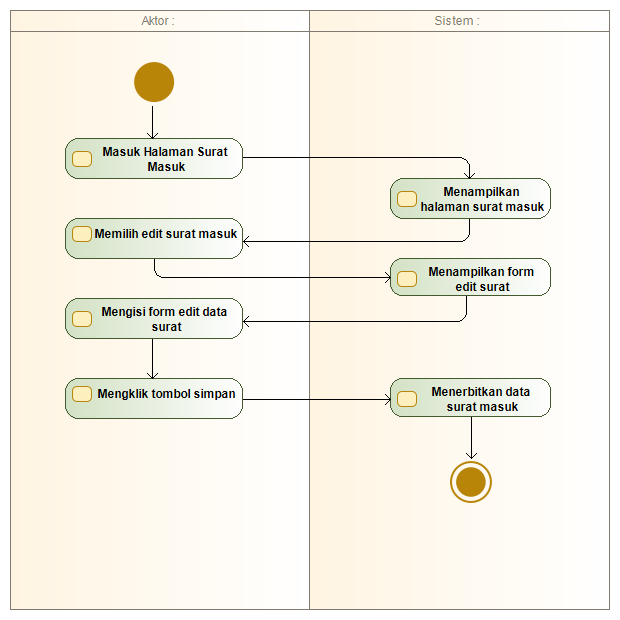 Aktor :
Sistem :
Masuk Halaman Surat
Masuk
Menampilkan
halaman surat masuk
Memilih edit surat masuk
Menampilkan form
edit surat
Mengisi form edit data
surat
Mengklik tombol simpan
Menerbitkan data
surat masuk